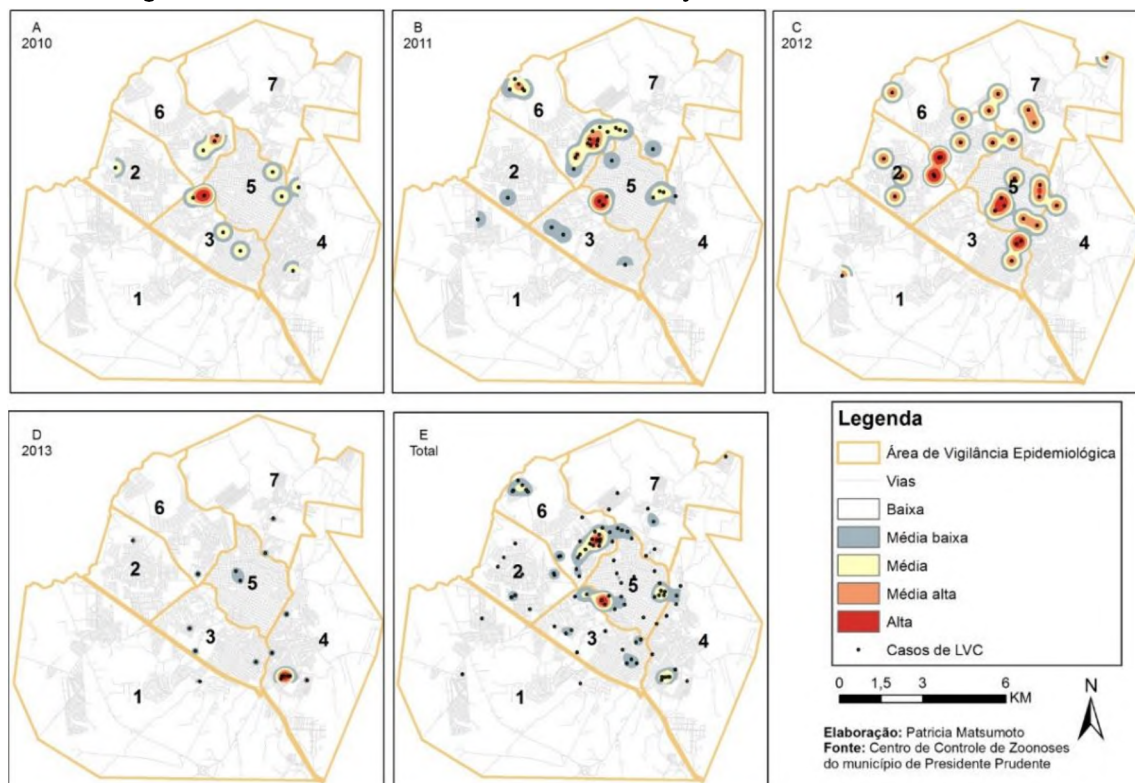 A
2010
6
7
2
5
3
4
1
B
2011
6
7
2
5
3
4
1
C
2012
6
7
2
5
3
4
1
D
2013
6
7
2
5
3
4
1
E
Total
6
7
2
5
3
4
1
Legenda
Área de Vigilância Epidemiológica
Vias
Baixa
Média baixa
Média
Média alta
Alta
Casos de LVC
0 1,5 3 6
KM
N
Elaboração: Patricia Matsumoto
Fonte: Centro de Controle de Zoonoses
do município de Presidente Prudente